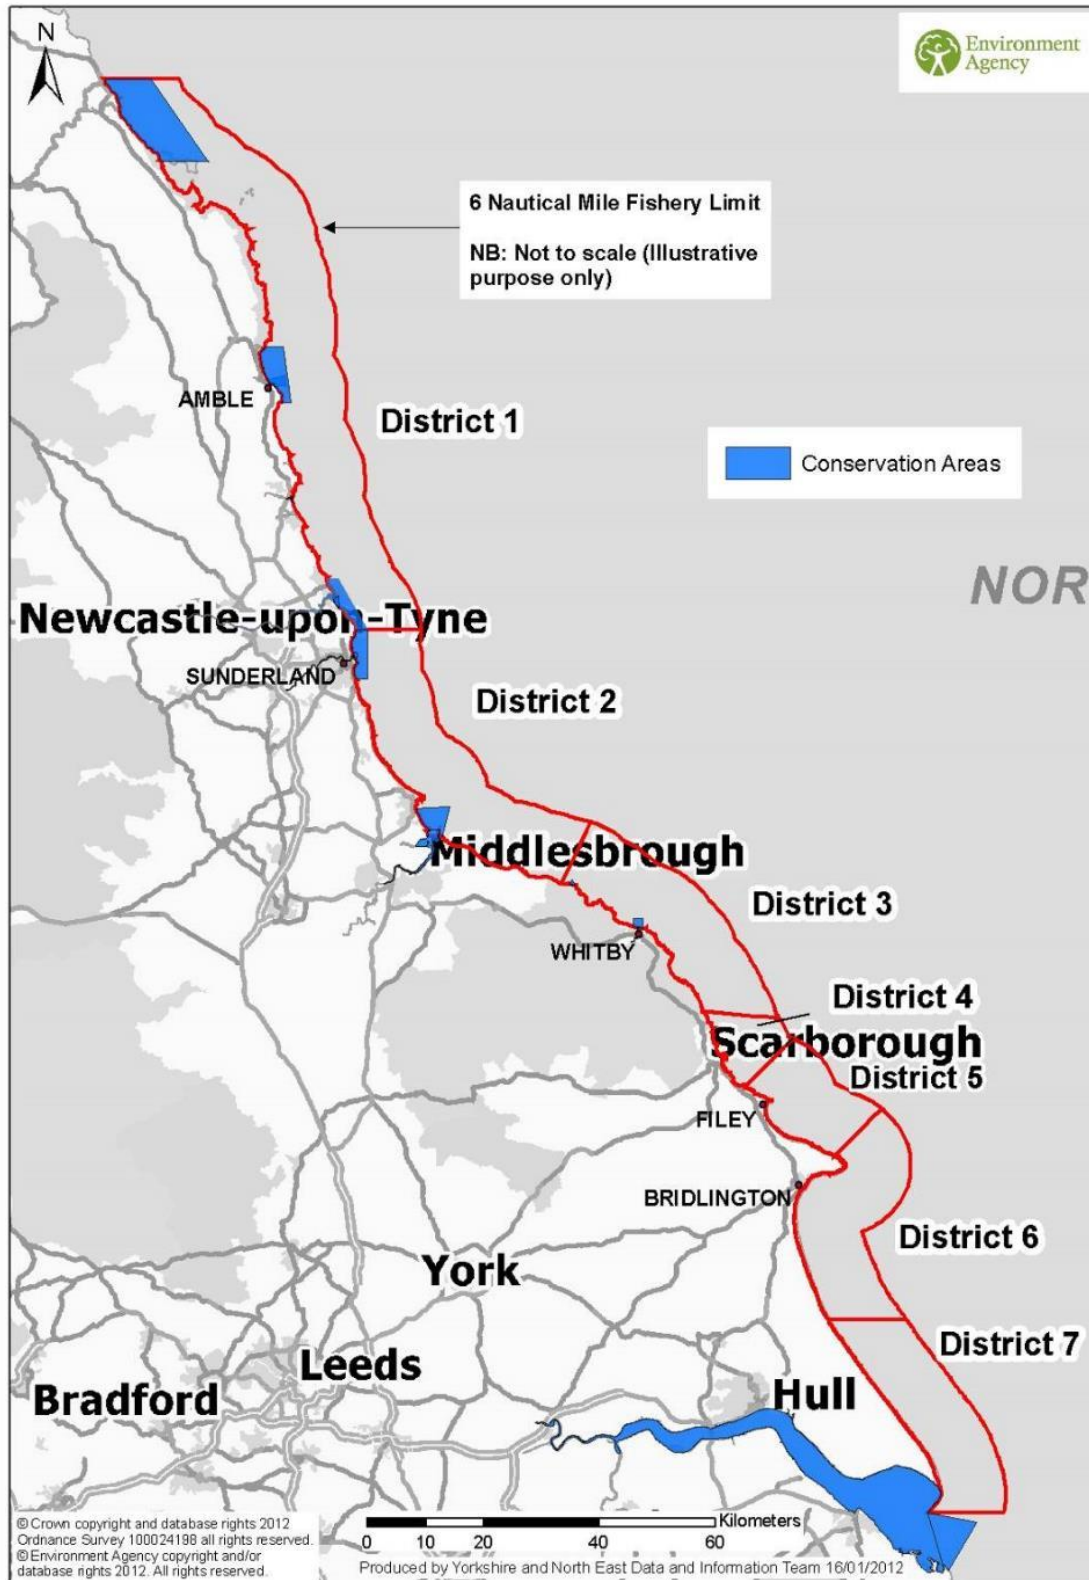 N
Environment
Agency
6 Nautical Mile Fishery Limit
NB: Not to scale (Illustrative
purpose only)
AMBLE
District 1
Conservation Areas
NOR
Newcastle-upon-Tyne
SUNDERLAND
District 2
Middlesbrough
District 3
WHITBY
District 4
Scarborough
District 5
FILEY
BRIDLINGTON
District 6
York
District 7
Leeds
Bradford
Hull
© Crown copyright and database rights 2012
Ordnance Survey 100024198 all rights reserved.
© Environment Agency copyright and/or
database rights 2012. All rights reserved.
Kilometers
0 10 20 40 60
Produced by Yorkshire and North East Data and Information Team 16/01/2012